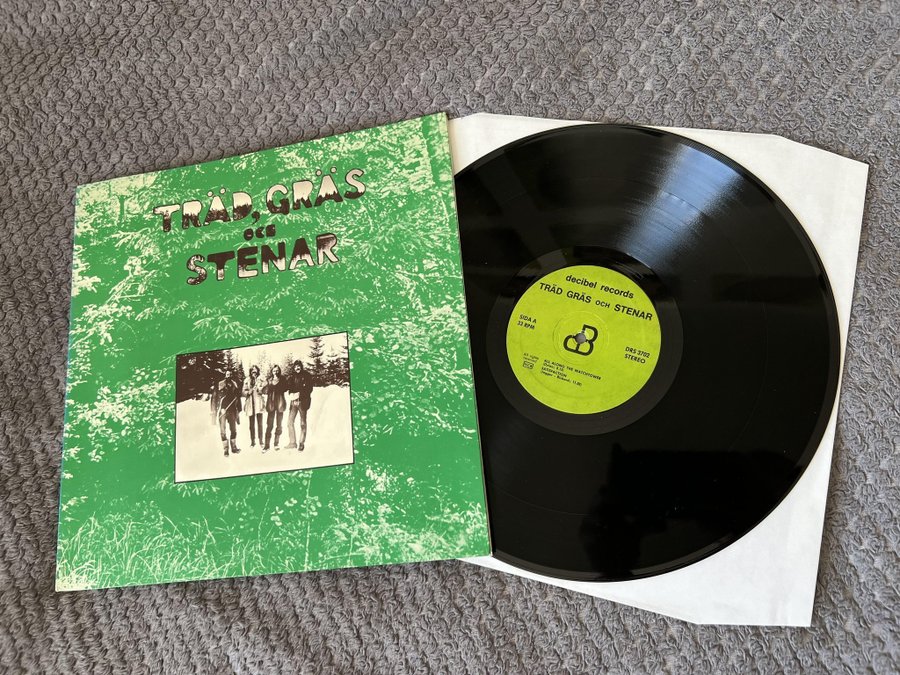 TRÄD, GRÄS
OCH
STENAR
decibel records
TRÄD GRÄS OCH STENAR
SIDA A
33 RPM
DRS 3702
STEREO
ALL ALONG THE WATCHTOWER
SATISFACTION